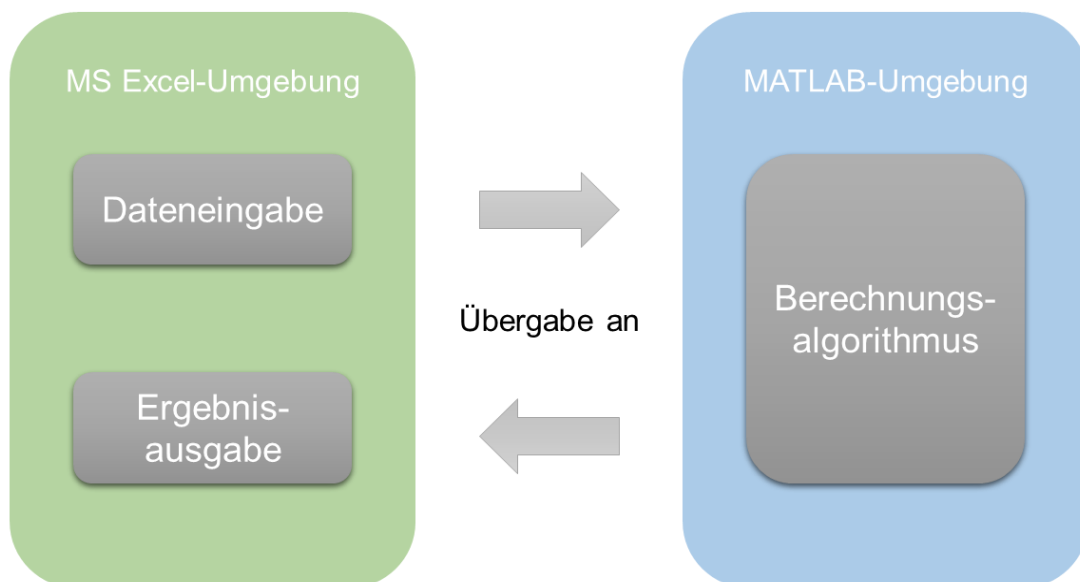 MS Excel-Umgebung
Dateneingabe
Ergebnis-
ausgabe
Übergabe an
MATLAB-Umgebung
Berechnungs-
algorithmus